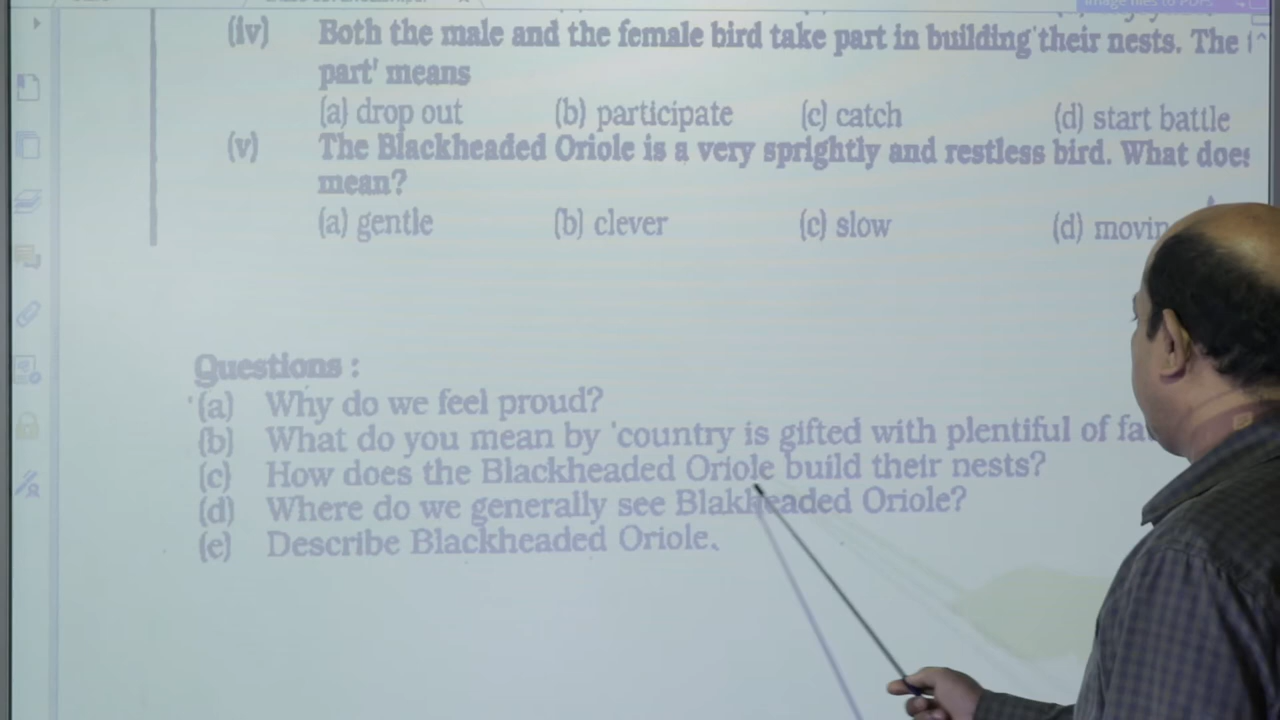 (iv) Both the male and the female bird take part in building their nests. The
part' means
(a) drop out (b) participate (c) catch (d) start battle
(v) The Blackheaded Oriole is a very sprightly and restless bird. What does
mean?
(a) gentle (b) clever (c) slow (d)
Questions :
(a) Why do we feel proud?
(b) What do you mean by 'country is gifted with plentiful of
(c) How does the Blackheaded Oriole build their nests?
(d) Where do we generally see Blakheaded Oriole?
(e) Describe Blackheaded Oriole.